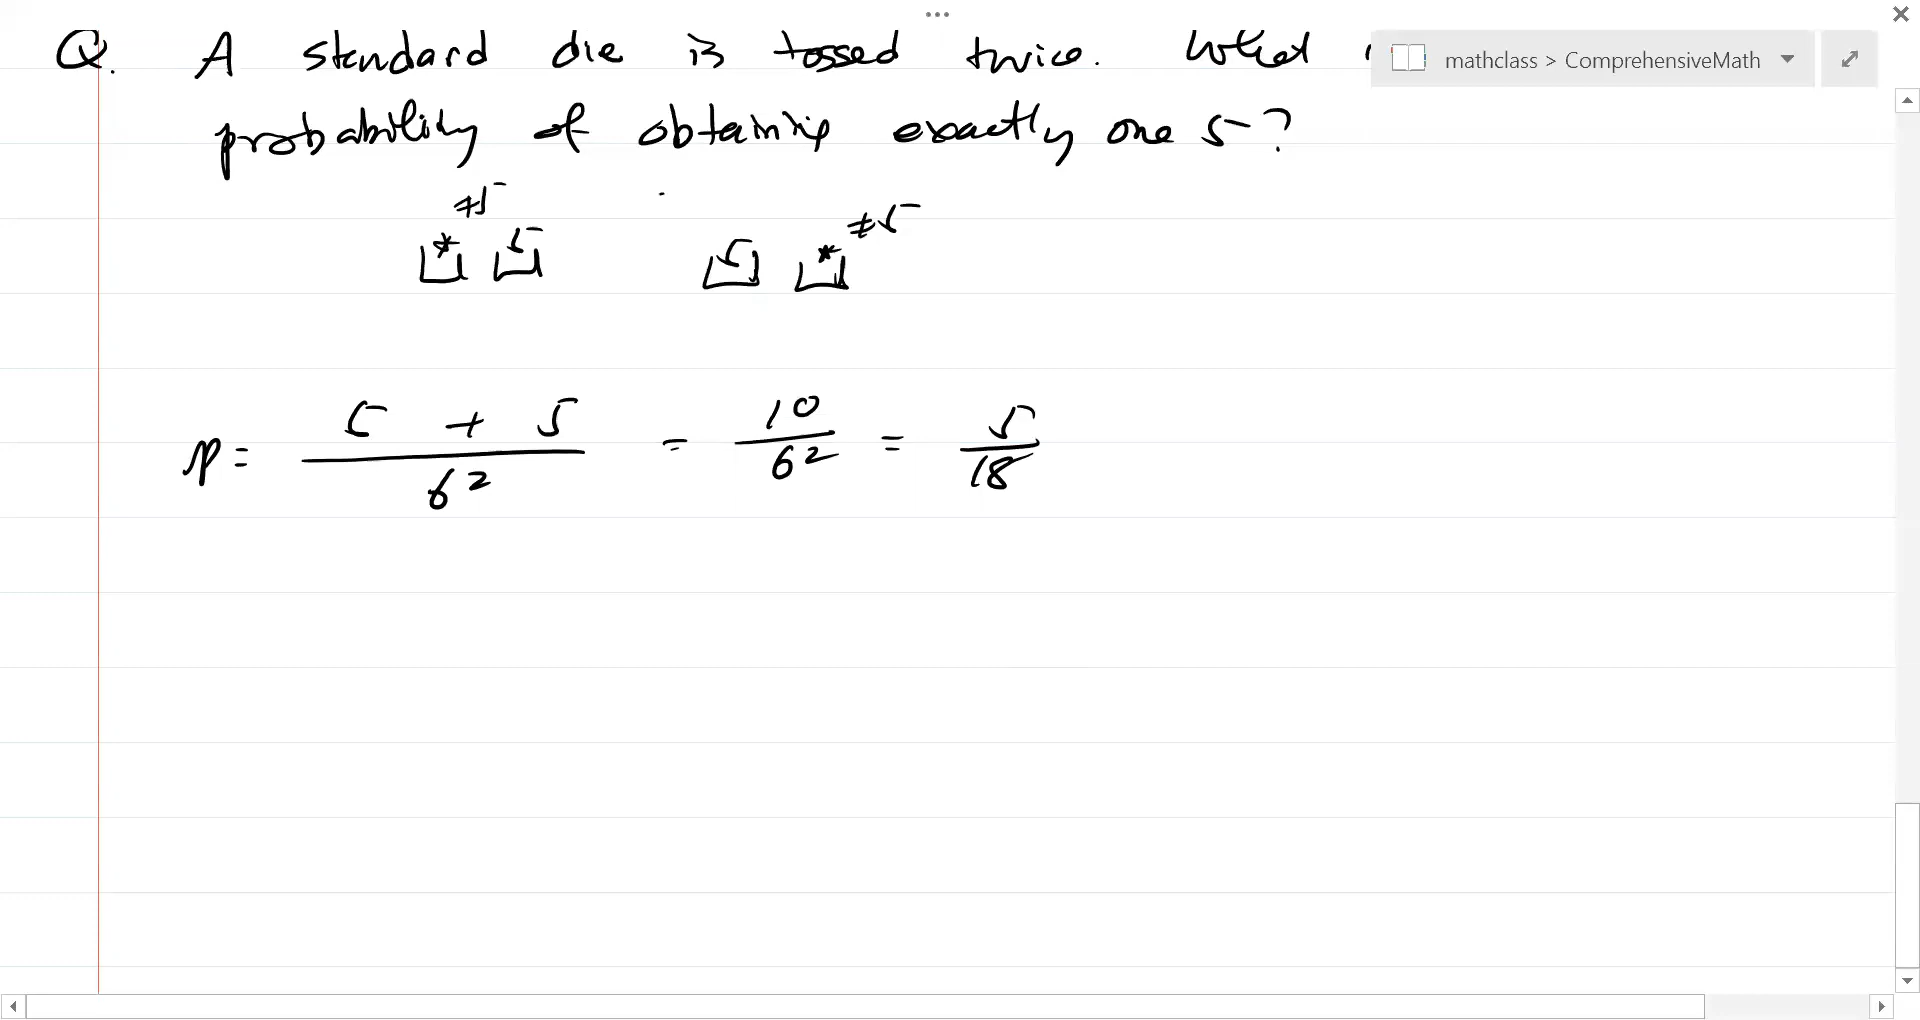 Q. A standard die is tossed twice. What
mathclass > ComprehensiveMath
probability of obtaining exactly one 5?
≠5 ≠5
* 5 5 *
p = 5 + 5 / 6² = 10 / 6² = 5 / 18